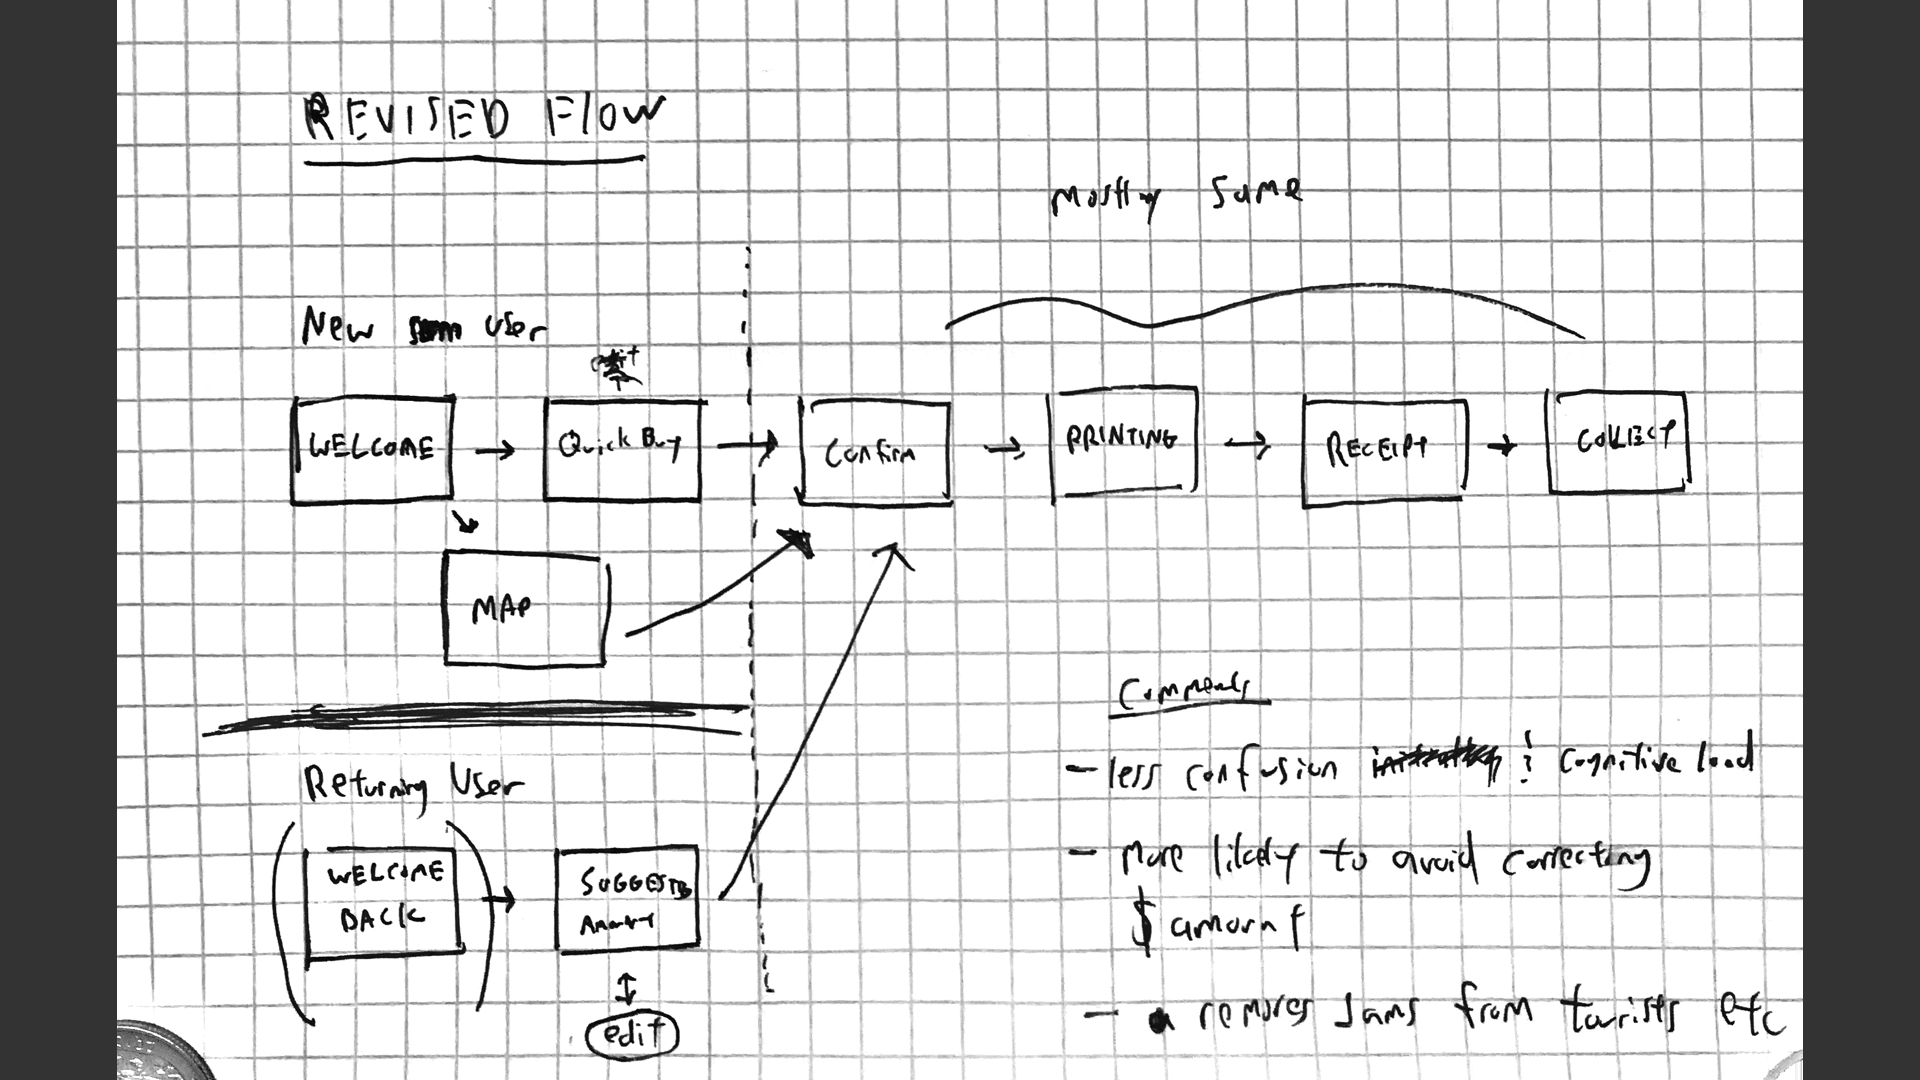 REVISED FLOW
mostly same
New user
WELCOME
Quick Buy
Confirm
PRINTING
RECEIPT
COLLECT
MAP
Returning User
WELCOME
BACK
SUGGESTED
Amount
edit
Comments
- less confusion & cognitive load
- more likely to avoid correcting
$ amount
- removes jams from tourists etc